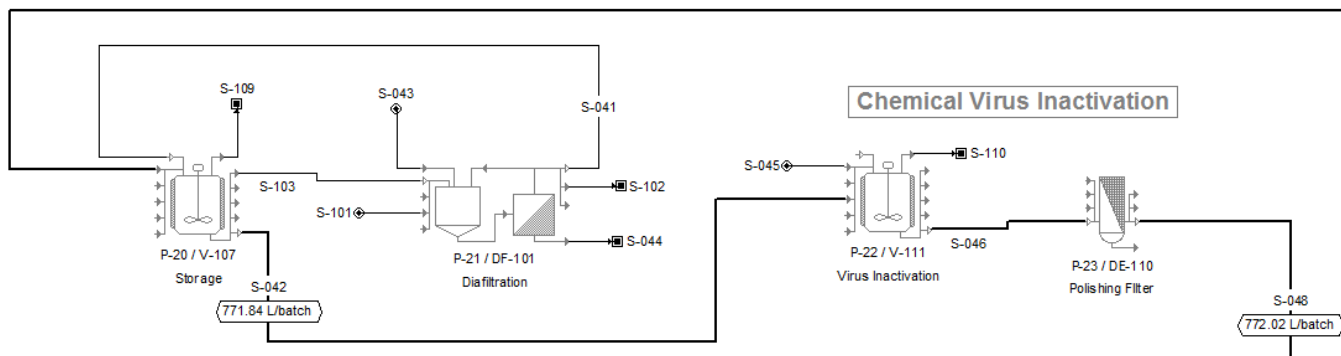 S-109
S-043
S-041
Chemical Virus Inactivation
S-103
S-101
S-102
S-044
S-045
S-110
P-20 / V-107
Storage
P-21 / DF-101
Diafiltration
P-22 / V-111
Virus Inactivation
S-046
P-23 / DE-110
Polishing FIlter
S-042
771.84 L/batch
S-048
772.02 L/batch